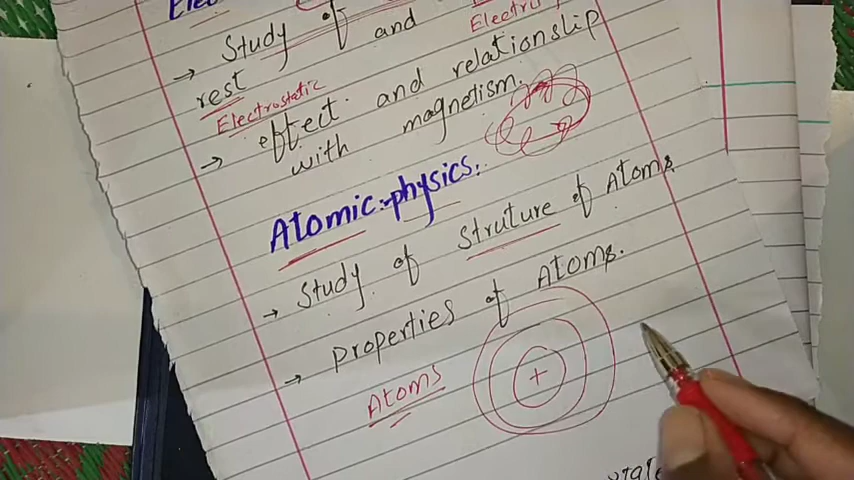 → Study of and
rest
Electrostatic
→ effect and relationship
with magnetism.
Atomic-physics:
→ Study of Struture of Atoms
→ Properties of Atoms.
Atoms
+